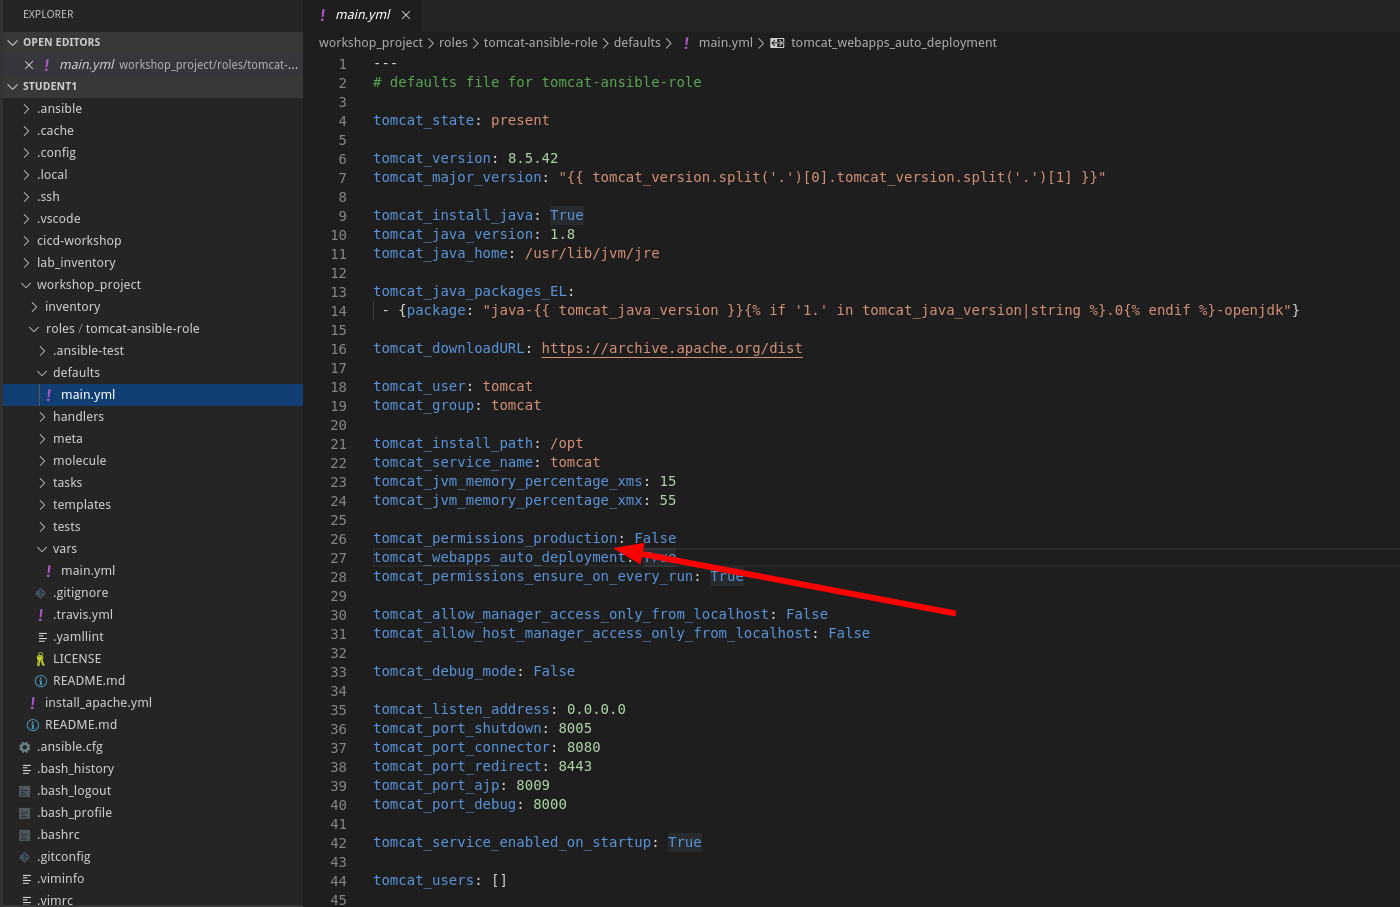 EXPLORER
OPEN EDITORS
main.yml workshop_project/roles/tomcat-...
STUDENT1
.ansible
.cache
.config
.local
.ssh
.vscode
cicd-workshop
lab_inventory
workshop_project
inventory
roles / tomcat-ansible-role
.ansible-test
defaults
main.yml
handlers
meta
molecule
tasks
templates
tests
vars
main.yml
.gitignore
.travis.yml
.yamllint
LICENSE
README.md
install_apache.yml
README.md
.ansible.cfg
.bash_history
.bash_logout
.bash_profile
.bashrc
.gitconfig
.viminfo
.vimrc
main.yml
workshop_project > roles > tomcat-ansible-role > defaults > ! main.yml > tomcat_webapps_auto_deployment
1 ---
2 # defaults file for tomcat-ansible-role
3
4 tomcat_state: present
5
6 tomcat_version: 8.5.42
7 tomcat_major_version: "{{ tomcat_version.split('.')[0].tomcat_version.split('.')[1] }}"
8
9 tomcat_install_java: True
10 tomcat_java_version: 1.8
11 tomcat_java_home: /usr/lib/jvm/jre
12
13 tomcat_java_packages_EL:
14 - {package: "java-{{ tomcat_java_version }}{% if '1.' in tomcat_java_version|string %}.0{% endif %}-openjdk"}
15
16 tomcat_downloadURL: https://archive.apache.org/dist
17
18 tomcat_user: tomcat
19 tomcat_group: tomcat
20
21 tomcat_install_path: /opt
22 tomcat_service_name: tomcat
23 tomcat_jvm_memory_percentage_xms: 15
24 tomcat_jvm_memory_percentage_xmx: 55
25
26 tomcat_permissions_production: False
27 tomcat_webapps_auto_deployment: True
28 tomcat_permissions_ensure_on_every_run: True
29
30 tomcat_allow_manager_access_only_from_localhost: False
31 tomcat_allow_host_manager_access_only_from_localhost: False
32
33 tomcat_debug_mode: False
34
35 tomcat_listen_address: 0.0.0.0
36 tomcat_port_shutdown: 8005
37 tomcat_port_connector: 8080
38 tomcat_port_redirect: 8443
39 tomcat_port_ajp: 8009
40 tomcat_port_debug: 8000
41
42 tomcat_service_enabled_on_startup: True
43
44 tomcat_users: []
45